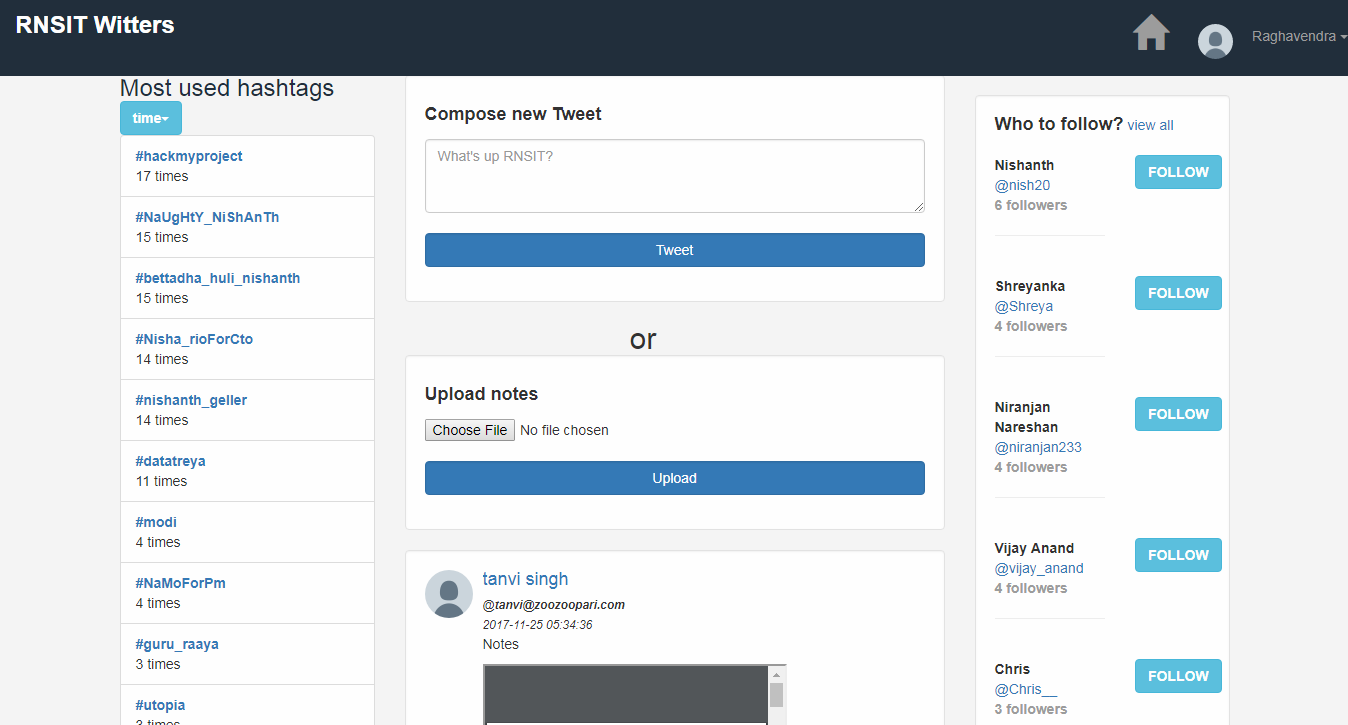 RNSIT Witters
Raghavendra
Most used hashtags
time
#hackmyproject
17 times
#NaUgHtY_NiShAnTh
15 times
#bettadha_huli_nishanth
15 times
#Nisha_rioForCto
14 times
#nishanth_geller
14 times
#datatreya
11 times
#modi
4 times
#NaMoForPm
4 times
#guru_raaya
3 times
#utopia
3 times
Compose new Tweet
What's up RNSIT?
Tweet
or
Upload notes
Choose File No file chosen
Upload
tanvi singh
@tanvi@zoozoopari.com
2017-11-25 05:34:36
Notes
Who to follow? view all
Nishanth
@nish20
6 followers
FOLLOW
Shreyanka
@Shreya
4 followers
FOLLOW
Niranjan
Nareshan
@niranjan233
4 followers
FOLLOW
Vijay Anand
@vijay_anand
4 followers
FOLLOW
Chris
@Chris__
3 followers
FOLLOW